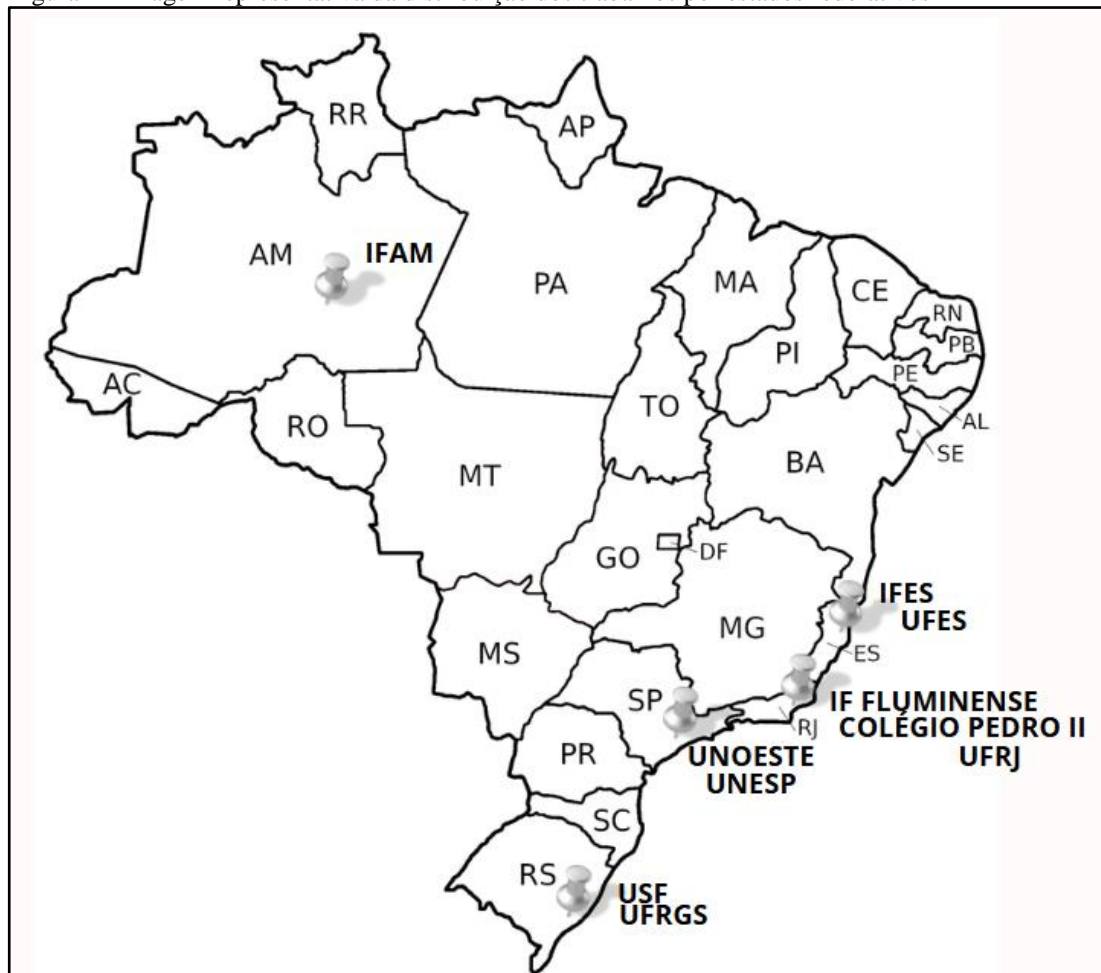 RR
AP
AM
IFAM
PA
MA
CE
RN
PB
PI
PE
AC
TO
AL
RO
SE
BA
MT
GO
DF
IFES
UFES
MG
MS
ES
SP
IF FLUMINENSE
RJ
COLÉGIO PEDRO II
UFRJ
PR
UNOESTE
UNESP
SC
RS
USF
UFRGS